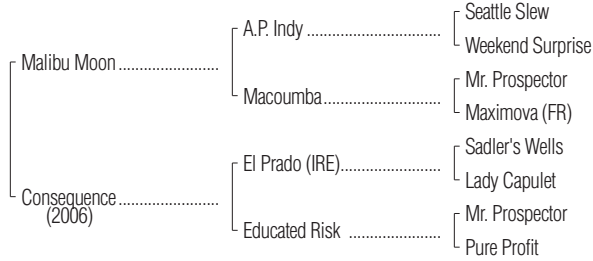 Seattle Slew
A.P. Indy ........................
Weekend Surprise
Malibu Moon ........................
Mr. Prospector
Macoumba........................
Maximova (FR)
Sadler's Wells
El Prado (IRE)....................
Lady Capulet
Consequence ........................
(2006)
Mr. Prospector
Educated Risk ..................
Pure Profit